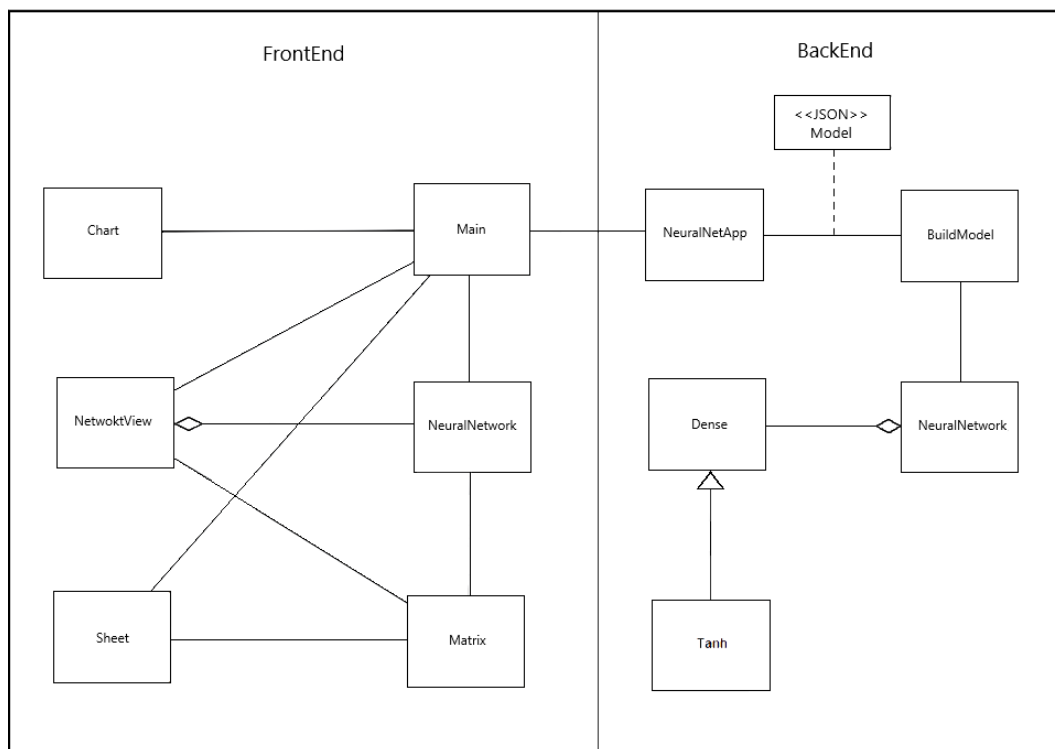 FrontEnd
BackEnd
<<JSON>>
Model
Chart
Main
NeuralNetApp
BuildModel
NetwoktView
NeuralNetwork
Dense
NeuralNetwork
Sheet
Matrix
Tanh